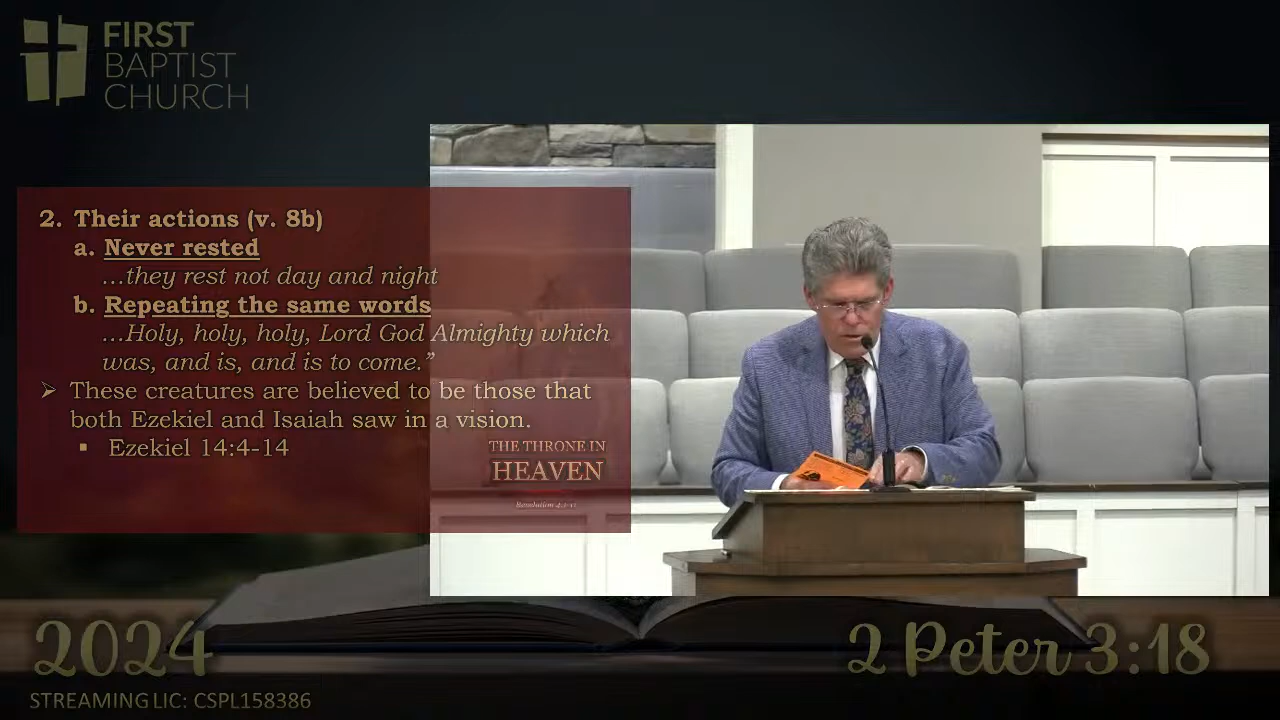 FIRST
BAPTIST
CHURCH
2. Their actions (v. 8b)
a. Never rested
…they rest not day and night
b. Repeating the same words
…Holy, holy, holy, Lord God Almighty which
was, and is, and is to come.”
These creatures are believed to be those that
both Ezekiel and Isaiah saw in a vision.
Ezekiel 14:4-14
THE THRONE IN
HEAVEN
2024
2 Peter 3:18
STREAMING LIC: CSPL158386